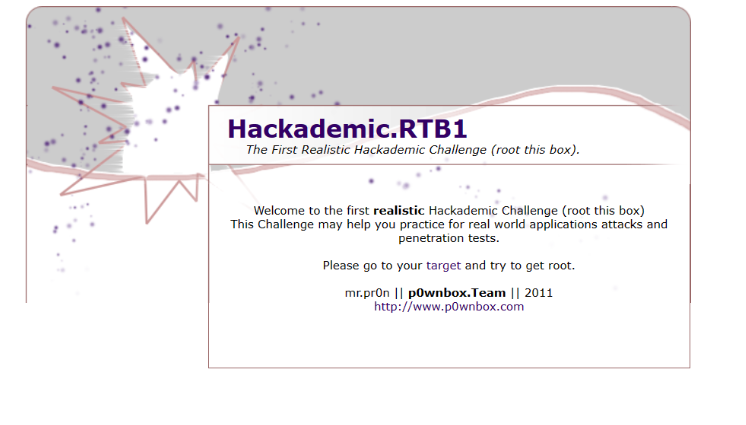 Hackademic.RTB1
The First Realistic Hackademic Challenge (root this box).
Welcome to the first realistic Hackademic Challenge (root this box)
This Challenge may help you practice for real world applications attacks and
penetration tests.
Please go to your target and try to get root.
mr.pr0n || p0wnbox.Team || 2011
http://www.p0wnbox.com